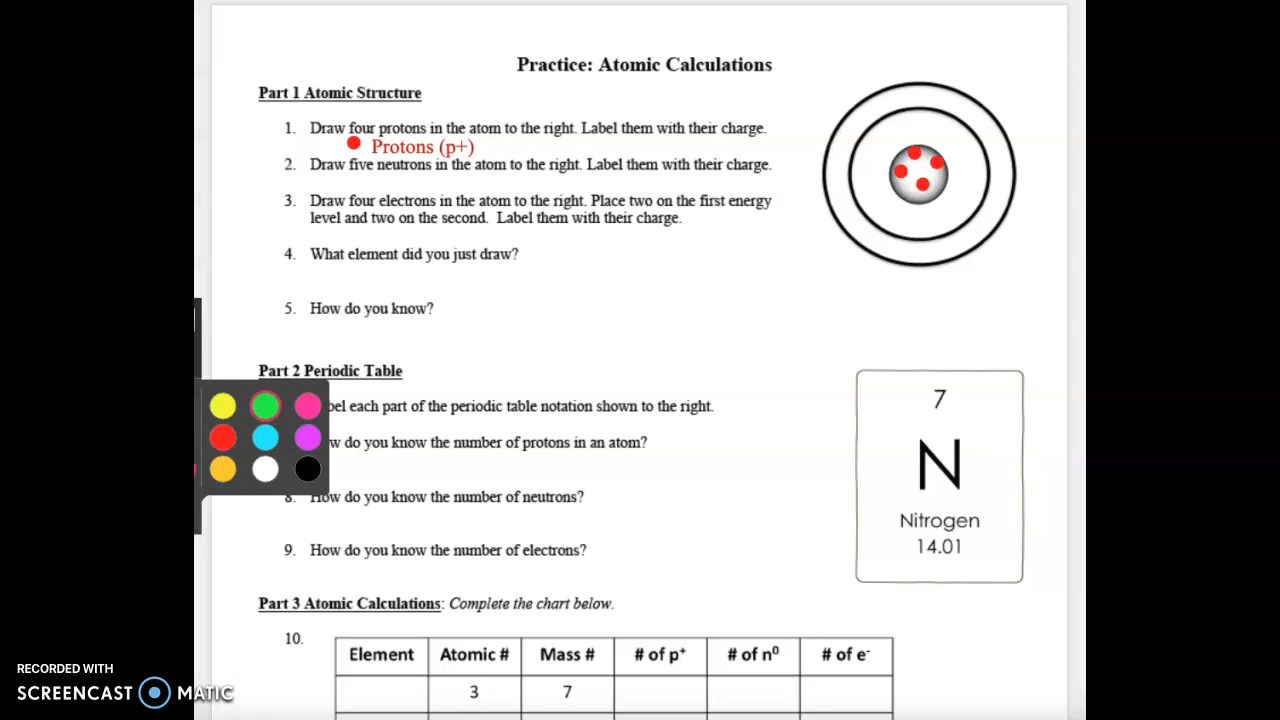 Practice: Atomic Calculations
Part 1 Atomic Structure
1. Draw four protons in the atom to the right. Label them with their charge.
Protons (p+)
2. Draw five neutrons in the atom to the right. Label them with their charge.
3. Draw four electrons in the atom to the right. Place two on the first energy
level and two on the second. Label them with their charge.
4. What element did you just draw?
5. How do you know?
Part 2 Periodic Table
each part of the periodic table notation shown to the right.
do you know the number of protons in an atom?
8. How do you know the number of neutrons?
9. How do you know the number of electrons?
7
N
Nitrogen
14.01
Part 3 Atomic Calculations: Complete the chart below.
10.
Element Atomic # Mass # # of p⁺ # of n⁰ # of e⁻
3 7
RECORDED WITH
SCREENCAST MATIC